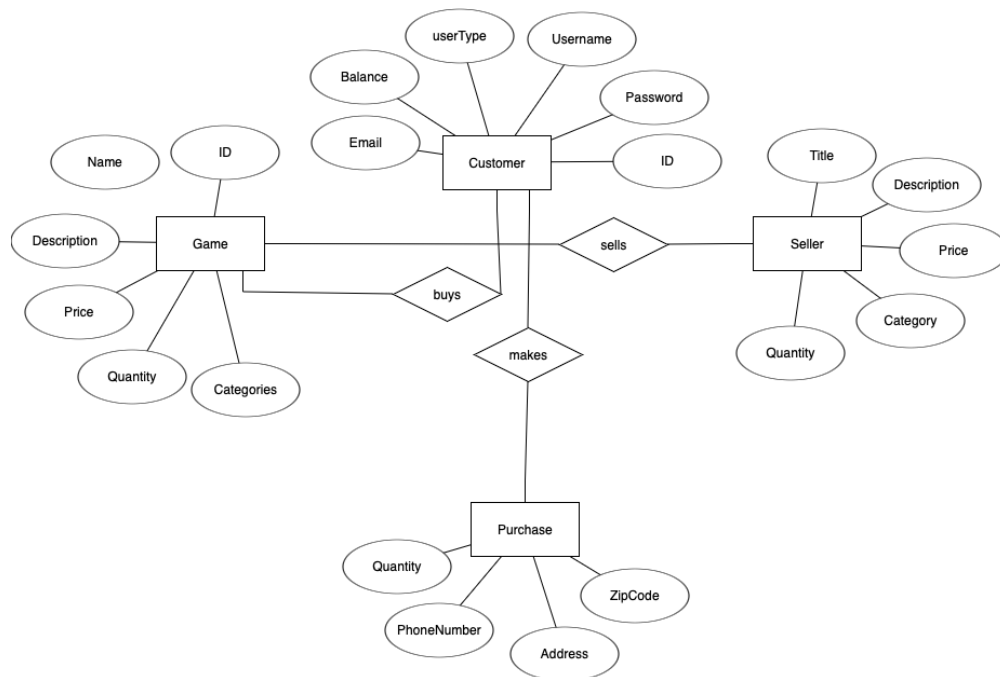 userType
Username
Balance
Password
Email
Customer
ID
Name
ID
Title
Description
Description
Game
sells
Seller
Price
buys
Price
Category
makes
Quantity
Quantity
Categories
Purchase
Quantity
ZipCode
PhoneNumber
Address